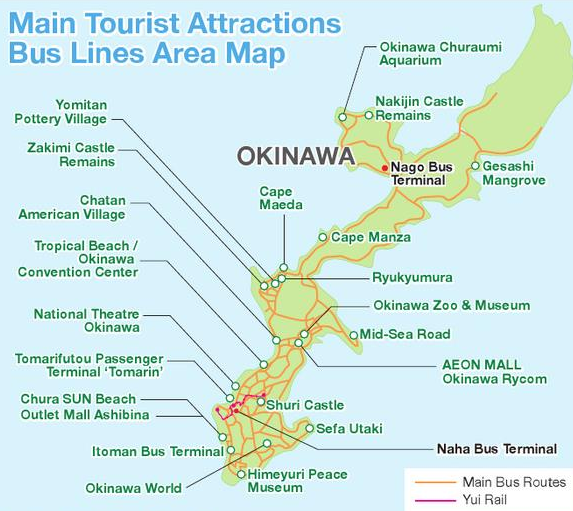 Main Tourist Attractions
Bus Lines Area Map
Okinawa Churaumi
Aquarium
Yomitan
Pottery Village
Nakijin Castle
Remains
Zakimi Castle
Remains
OKINAWA
Nago Bus
Terminal
Gesashi
Mangrove
Chatan
American Village
Cape
Maeda
Cape Manza
Tropical Beach /
Okinawa
Convention Center
Ryukyumura
Okinawa Zoo & Museum
National Theatre
Okinawa
Mid-Sea Road
Tomarifutou Passenger
Terminal ‘Tomarin’
AEON MALL
Okinawa Rycom
Chura SUN Beach
Outlet Mall Ashibina
Shuri Castle
Sefa Utaki
Itoman Bus Terminal
Naha Bus Terminal
Okinawa World
Himeyuri Peace
Museum
Main Bus Routes
Yui Rail